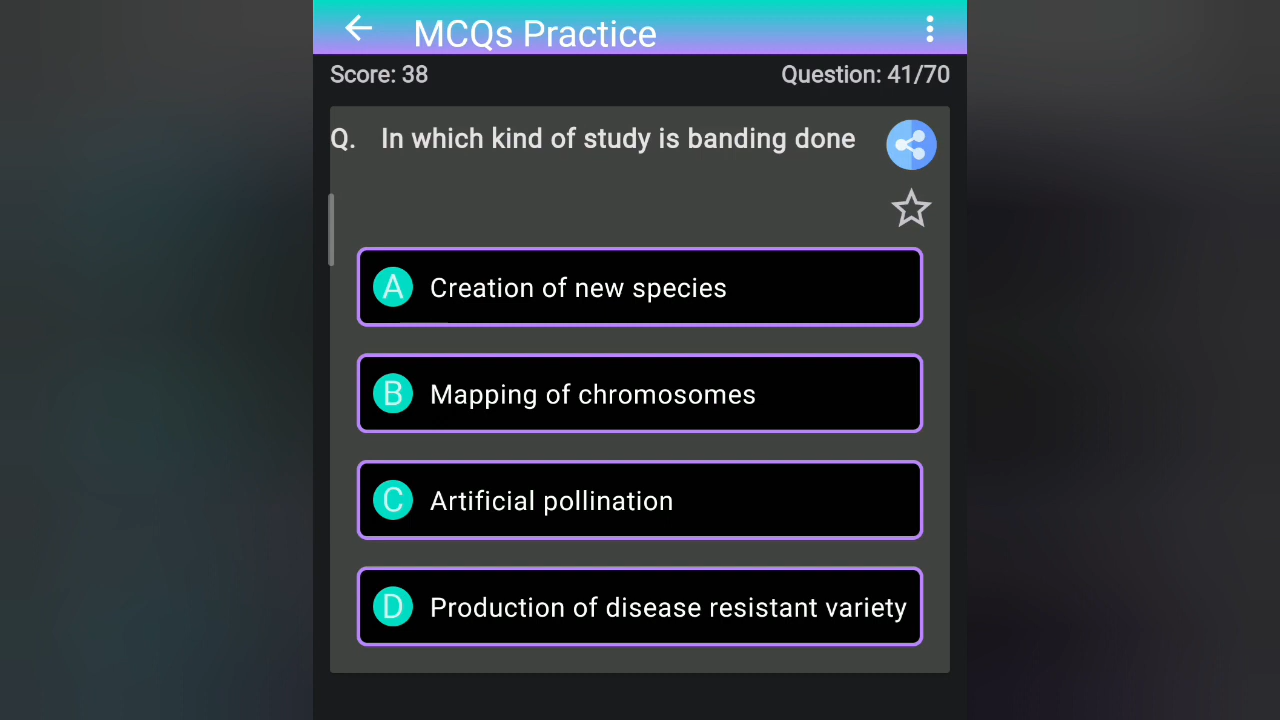 MCQs Practice
Score: 38
Question: 41/70
Q. In which kind of study is banding done
A Creation of new species
B Mapping of chromosomes
C Artificial pollination
D Production of disease resistant variety